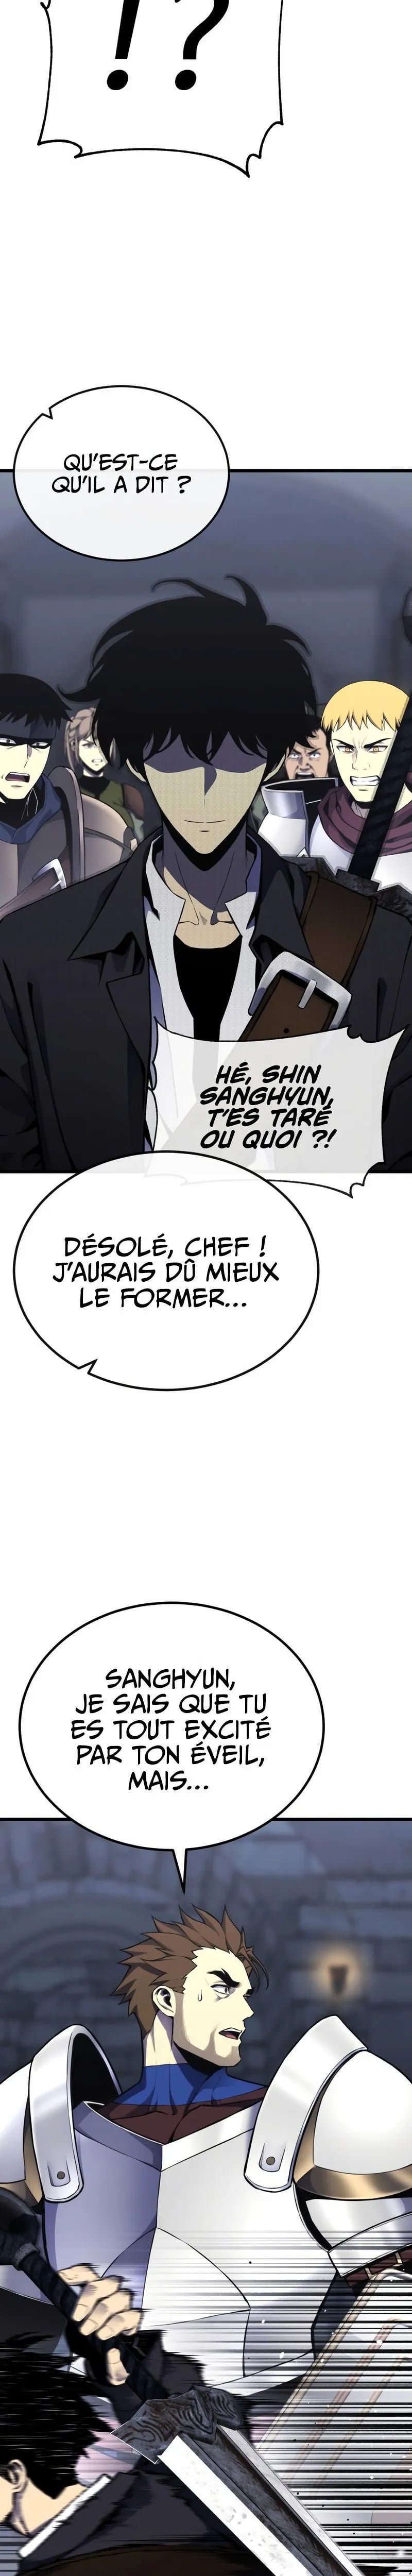 !?
QU'EST-CE
QU'IL A DIT ?
HÉ, SHIN
SANGHYUN,
T'ES TARÉ
OU QUOI ?!
DÉSOLÉ, CHEF !
J'AURAIS DÛ MIEUX
LE FORMER...
SANGHYUN,
JE SAIS QUE TU
ES TOUT EXCITÉ
PAR TON ÉVEIL,
MAIS...